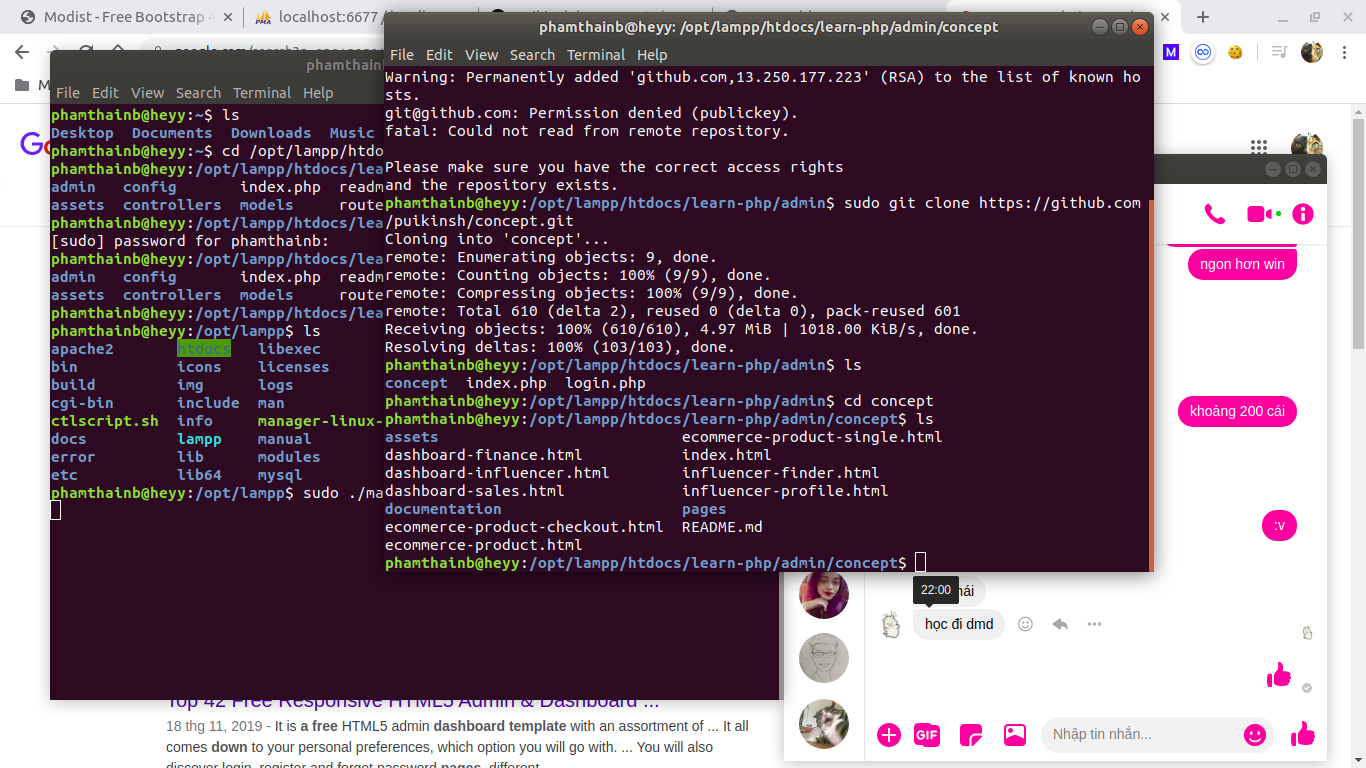 Modist - Free Bootstrap 4
localhost:6677 /
phamthainb@heyy: /opt/lampp/htdocs/learn-php/admin/concept
File Edit View Search Terminal Help
Warning: Permanently added 'github.com,13.250.177.223' (RSA) to the list of known ho
sts.
git@github.com: Permission denied (publickey).
fatal: Could not read from remote repository.
Please make sure you have the correct access rights
and the repository exists.
phamthainb@heyy:/opt/lampp/htdocs/learn-php/admin$ sudo git clone https://github.com
/puikinsh/concept.git
Cloning into 'concept'...
remote: Enumerating objects: 9, done.
remote: Counting objects: 100% (9/9), done.
remote: Compressing objects: 100% (9/9), done.
remote: Total 610 (delta 2), reused 0 (delta 0), pack-reused 601
Receiving objects: 100% (610/610), 4.97 MiB | 1018.00 KiB/s, done.
Resolving deltas: 100% (103/103), done.
phamthainb@heyy:/opt/lampp/htdocs/learn-php/admin$ ls
concept index.php login.php
phamthainb@heyy:/opt/lampp/htdocs/learn-php/admin$ cd concept
phamthainb@heyy:/opt/lampp/htdocs/learn-php/admin/concept$ ls
assets ecommerce-product-single.html
dashboard-finance.html index.html
dashboard-influencer.html influencer-finder.html
dashboard-sales.html influencer-profile.html
documentation pages
ecommerce-product-checkout.html README.md
ecommerce-product.html
phamthainb@heyy:/opt/lampp/htdocs/learn-php/admin/concept$
phamthainb
File Edit View Search Terminal Help
phamthainb@heyy:~$ ls
Desktop Documents Downloads Music
phamthainb@heyy:~$ cd /opt/lampp/htdo
phamthainb@heyy:/opt/lampp/htdocs/lea
admin config index.php readm
assets controllers models route
phamthainb@heyy:/opt/lampp/htdocs/lea
[sudo] password for phamthainb:
phamthainb@heyy:/opt/lampp/htdocs/lea
admin config index.php readm
assets controllers models route
phamthainb@heyy:/opt/lampp/htdocs/lea
phamthainb@heyy:/opt/lampp$ ls
apache2 htdocs libexec
bin icons licenses
build img logs
cgi-bin include man
ctlscript.sh info manager-linux-
docs lampp manual
error lib modules
etc lib64 mysql
phamthainb@heyy:/opt/lampp$ sudo ./ma
ngon hơn win
khoảng 200 cái
:v
22:00
hái
học đi dmd
GIF
Nhập tin nhắn...
Top 42 Free Responsive HTML5 Admin & Dashboard ...
18 thg 11, 2019 - It is a free HTML5 admin dashboard template with an assortment of ... It all
comes down to your personal preferences, which option you will go with. ... You will also
discover login, register and forgot password pages, different